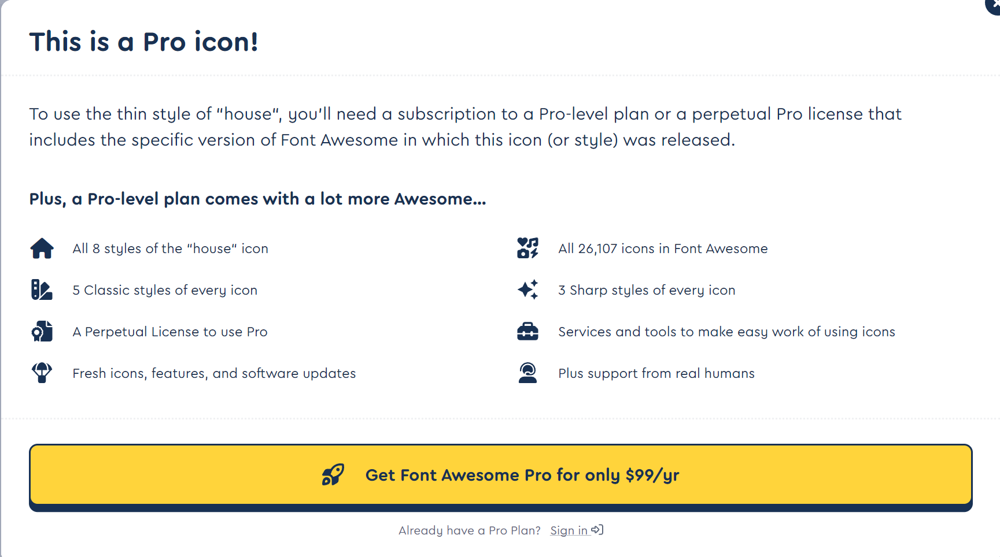 This is a Pro icon!
To use the thin style of “house“, you’ll need a subscription to a Pro-level plan or a perpetual Pro license that
includes the specific version of Font Awesome in which this icon (or style) was released.
Plus, a Pro-level plan comes with a lot more Awesome...
All 8 styles of the “house“ icon
All 26,107 icons in Font Awesome
5 Classic styles of every icon
3 Sharp styles of every icon
A Perpetual License to use Pro
Services and tools to make easy work of using icons
Fresh icons, features, and software updates
Plus support from real humans
Get Font Awesome Pro for only $99/yr
Already have a Pro Plan? Sign in